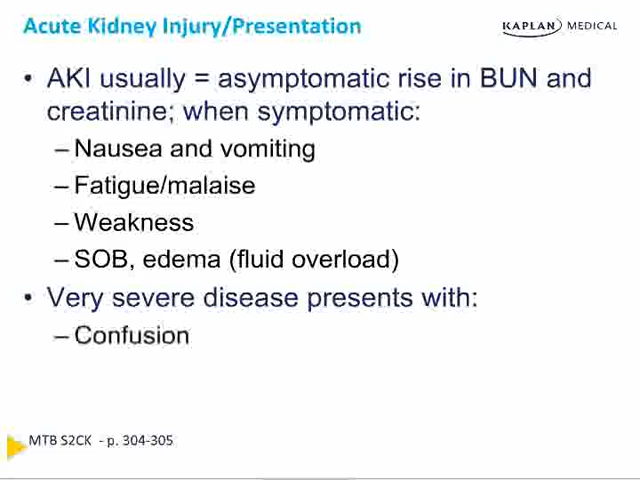 Acute Kidney Injury/Presentation
KAPLAN MEDICAL
• AKI usually = asymptomatic rise in BUN and
creatinine; when symptomatic:
– Nausea and vomiting
– Fatigue/malaise
– Weakness
– SOB, edema (fluid overload)
• Very severe disease presents with:
– Confusion
MTB S2CK - p. 304-305